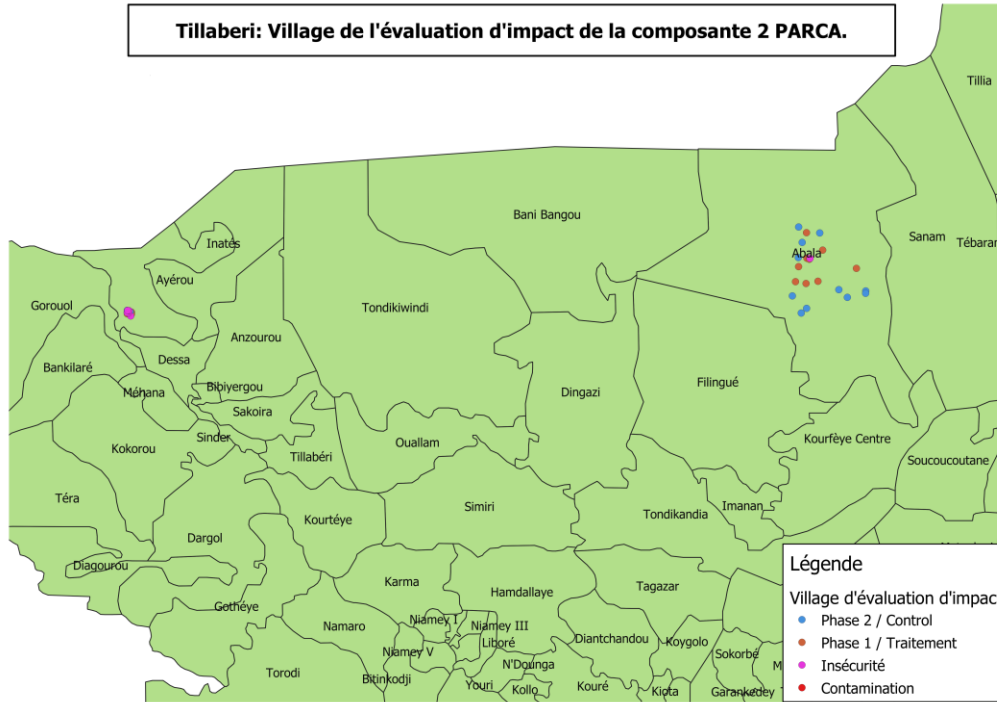 Tillaberi: Village de l'évaluation d'impact de la composante 2 PARCA.
Tillia
Bani Bangou
Inatés
Sanam
Tébaram
Abala
Ayérou
Gorouol
Tondikiwindi
Anzourou
Dessa
Bankilaré
Filingué
Bibiyergou
Méhana
Dingazi
Sakoira
Sinder
Ouallam
Kourfèye Centre
Kokorou
Tillabéri
Soucoucoutane
Téra
Simiri
Imanan
Kourtéye
Tondikandia
Dargol
Diagourou
Karma
Tagazar
Hamdallaye
Gothéye
Niamey I
Niamey III
Namaro
Diantchandou
Liboré
Koygolo
Niamey V
Sokorbé
N'Dounga
Torodi
Bitinkodji
Youri
Kollo
Kouré
Kiota
Garankedey
Légende
Village d'évaluation d'impac
Phase 2 / Control
Phase 1 / Traitement
Insécurité
Contamination